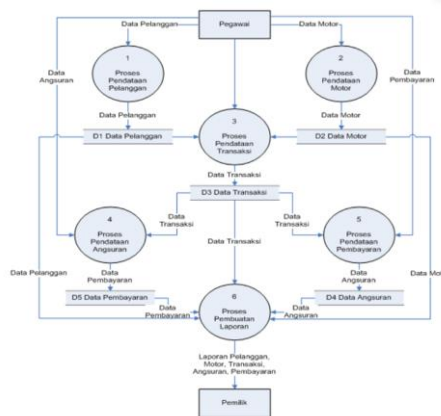 Pegawai
Data Pelanggan
Data Motor
Data
Angsuran
1
Proses
Pendataan
Pelanggan
2
Proses
Pendataan
Motor
Data
Pembayaran
Data Pelanggan
3
Proses
Pendataan
Transaksi
Data Motor
D1 Data Pelanggan
D2 Data Motor
Data Transaksi
D3 Data Transaksi
4
Proses
Pendataan
Angsuran
Data
Transaksi
Data Transaksi
Data
Transaksi
5
Proses
Pendataan
Pembayaran
Data Pelanggan
Data
Pembayaran
Data
Angsuran
Data Mot
D5 Data Pembayaran
D4 Data Angsuran
Data
Pembayaran
6
Proses
Pembuatan
Laporan
Data
Angsuran
Laporan Pelanggan,
Motor, Transaksi,
Angsuran, Pembayaran
Pemilik